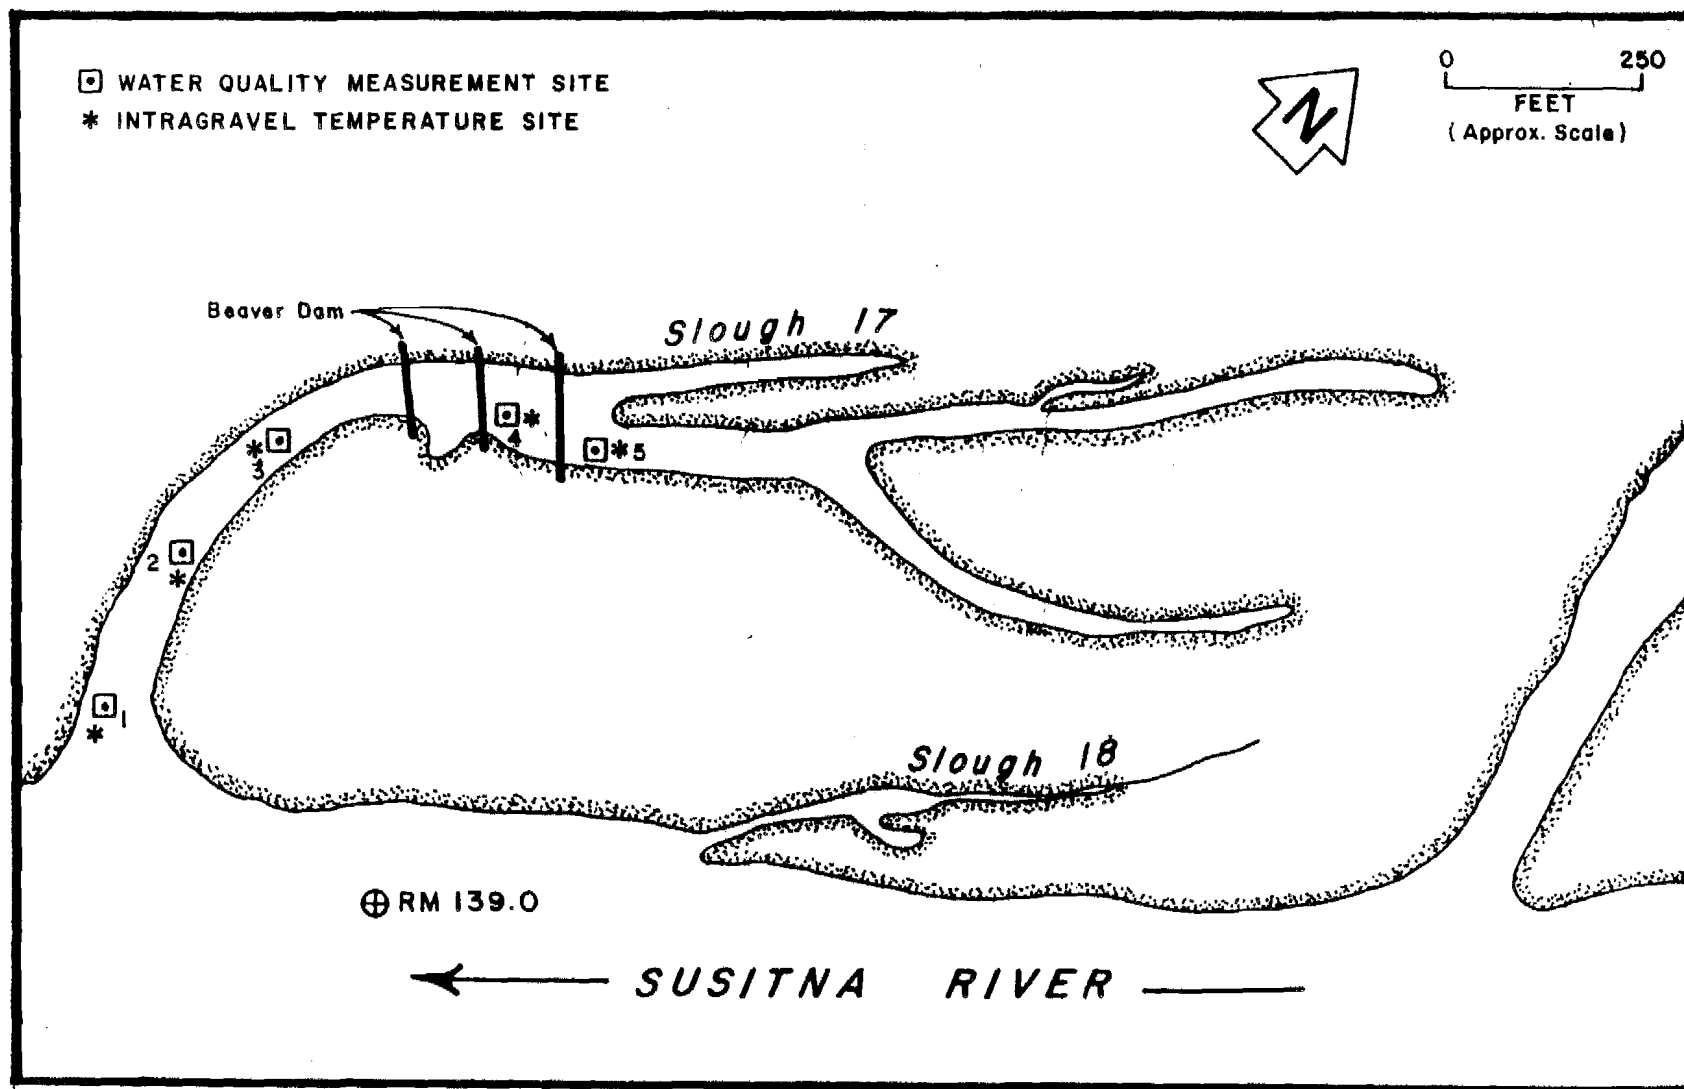 WATER QUALITY MEASUREMENT SITE
* INTRAGRAVEL TEMPERATURE SITE
N
0 250
FEET
(Approx. Scale)
Beaver Dam
Slough 17
4
5
3
2
1
Slough 18
RM 139.0
SUSITNA RIVER